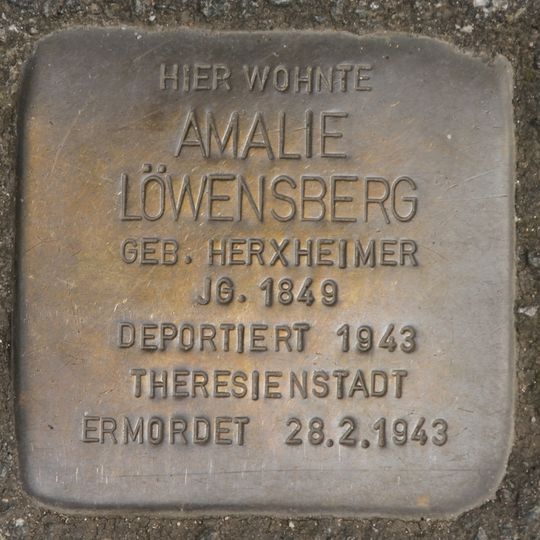 HIER WOHNTE
AMALIE
LÖWENSBERG
GEB. HERXHEIMER
JG. 1849
DEPORTIERT 1943
THERESIENSTADT
ERMORDET 28.2.1943